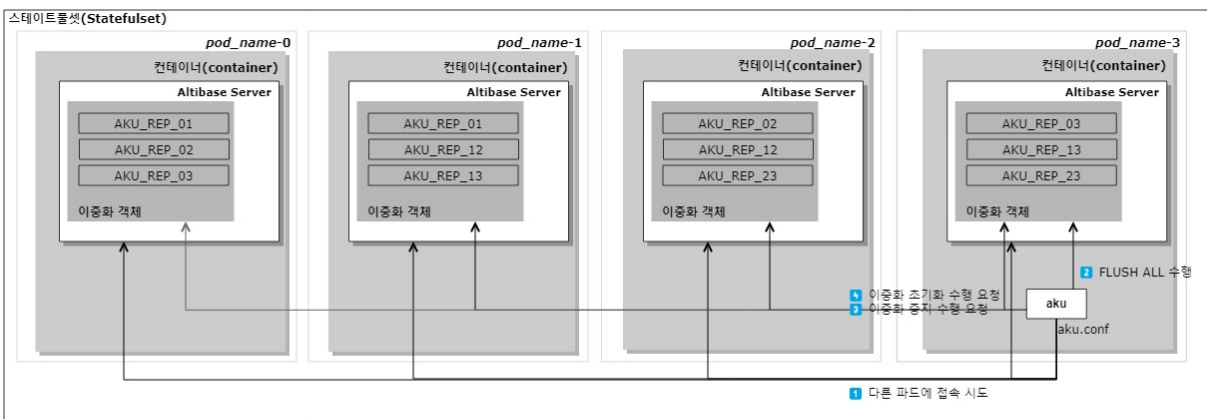 스테이트풀셋(Statefulset)
pod_name-0
컨테이너(container)
Altibase Server
AKU_REP_01
AKU_REP_02
AKU_REP_03
이중화 객체
pod_name-1
컨테이너(container)
Altibase Server
AKU_REP_01
AKU_REP_12
AKU_REP_13
이중화 객체
pod_name-2
컨테이너(container)
Altibase Server
AKU_REP_02
AKU_REP_12
AKU_REP_23
이중화 객체
pod_name-3
컨테이너(container)
Altibase Server
AKU_REP_03
AKU_REP_13
AKU_REP_23
이중화 객체
2 FLUSH ALL 수행
4 이중화 초기화 수행 요청
3 이중화 중지 수행 요청
aku
aku.conf
1 다른 파드에 접속 시도